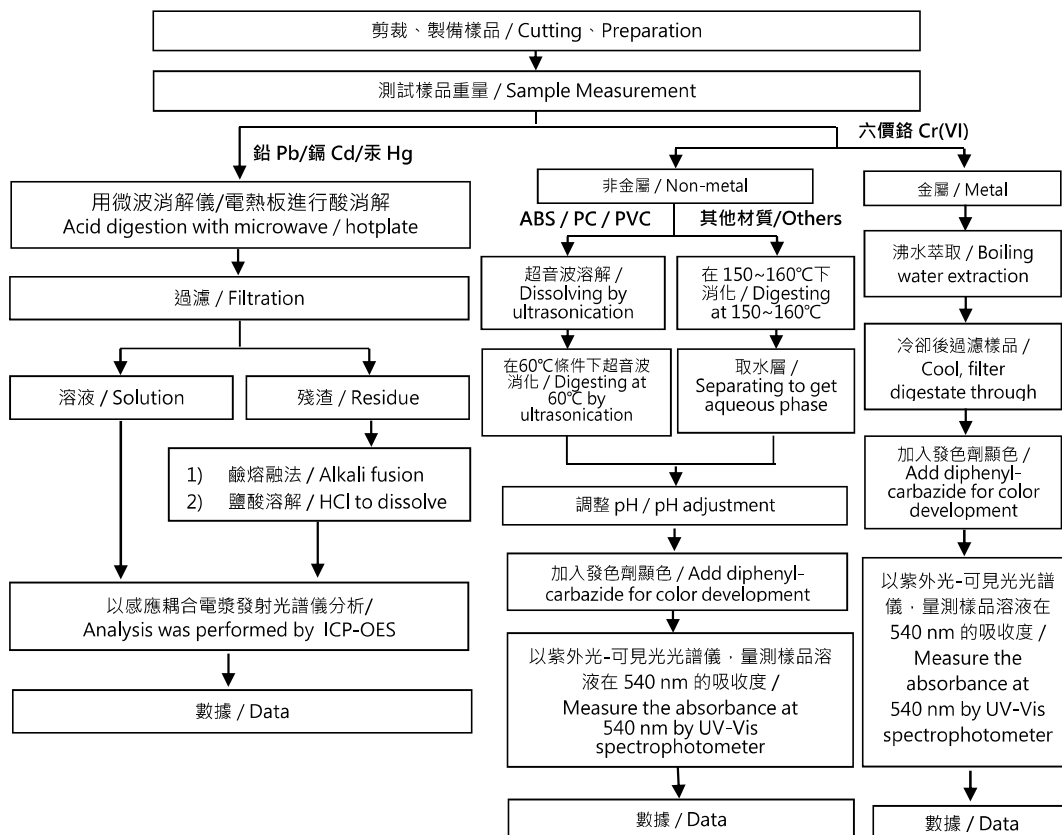 剪裁、製備樣品 / Cutting、Preparation
測試樣品重量 / Sample Measurement
鉛 Pb/鎘 Cd/汞 Hg
用微波消解儀/電熱板進行酸消解
Acid digestion with microwave / hotplate
過濾 / Filtration
溶液 / Solution
殘渣 / Residue
1) 鹼熔融法 / Alkali fusion
2) 鹽酸溶解 / HCl to dissolve
以感應耦合電漿發射光譜儀分析/
Analysis was performed by ICP-OES
數據 / Data
六價鉻 Cr(VI)
非金屬 / Non-metal
ABS / PC / PVC
超音波溶解 /
Dissolving by
ultrasonication
在60℃條件下超音波
消化 / Digesting at
60℃ by
ultrasonication
其他材質/Others
在 150~160℃下
消化 / Digesting
at 150~160℃
取水層 /
Separating to get
aqueous phase
調整 pH / pH adjustment
加入發色劑顯色 / Add diphenyl-
carbazide for color development
以紫外光-可見光光譜儀，量測樣品溶
液在 540 nm 的吸收度 /
Measure the absorbance at
540 nm by UV-Vis
spectrophotometer
數據 / Data
金屬 / Metal
沸水萃取 / Boiling
water extraction
冷卻後過濾樣品 /
Cool, filter
digestate through
加入發色劑顯色 /
Add diphenyl-
carbazide for color
development
以紫外光-可見光光譜
儀，量測樣品溶液在
540 nm 的吸收度 /
Measure the
absorbance at
540 nm by UV-Vis
spectrophotometer
數據 / Data